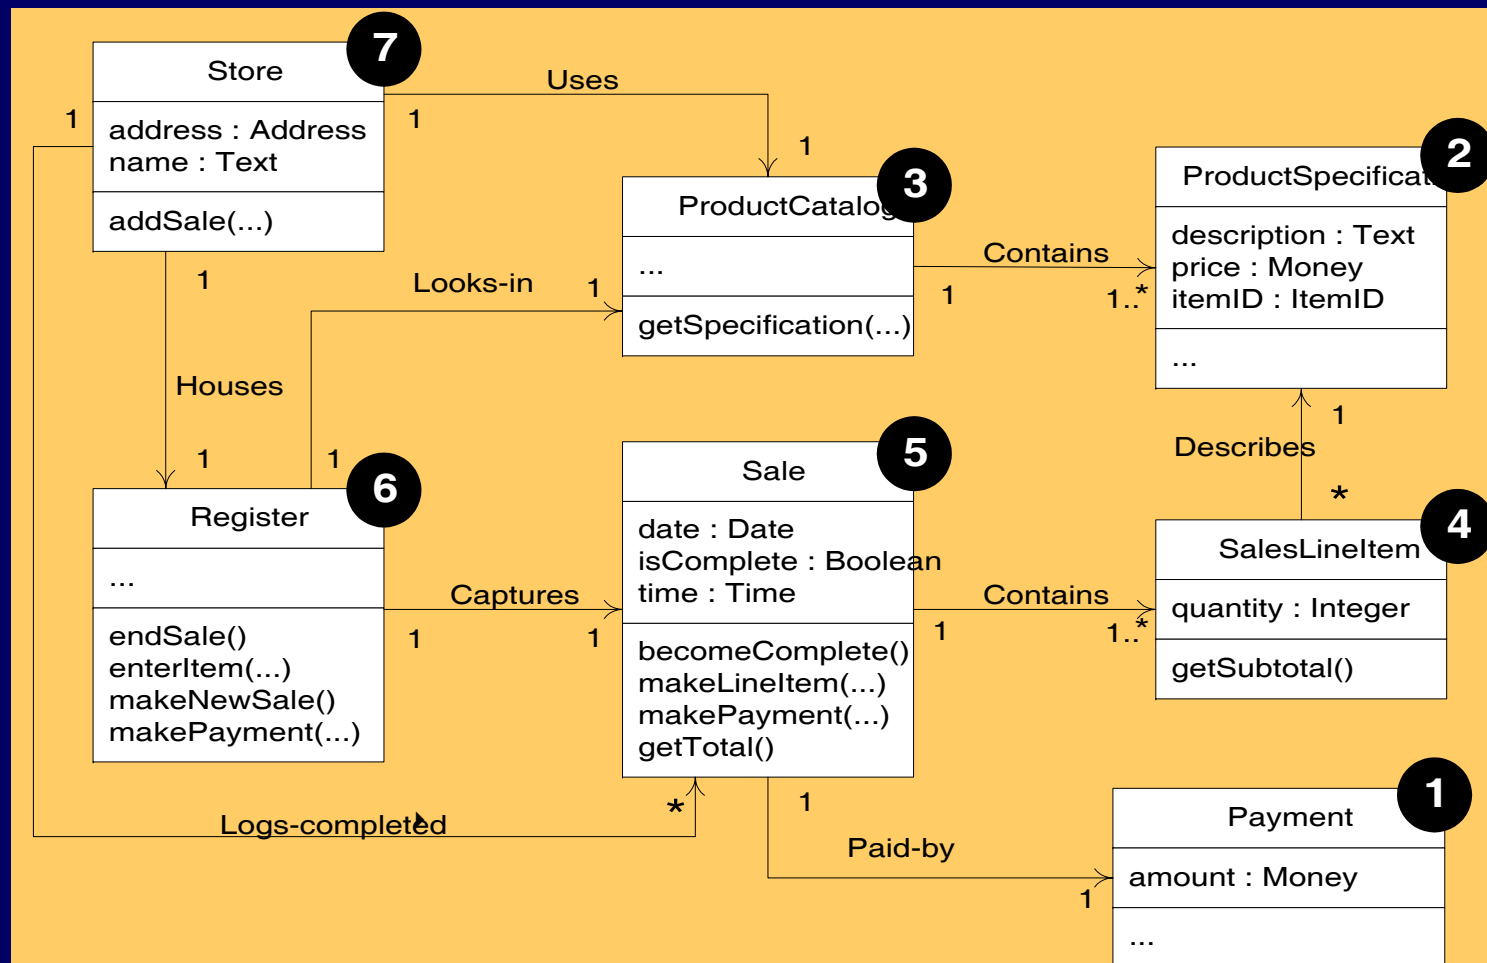 7
Store
Uses
1
1
address : Address
name : Text
1
2
3
ProductSpecificat
ProductCatalog
addSale(...)
description : Text
price : Money
itemID : ItemID
Contains
...
1
1..*
1
Looks-in
1
getSpecification(...)
...
Houses
1
Describes
1
1
5
6
Sale
*
4
Register
date : Date
isComplete : Boolean
time : Time
SalesLineItem
...
Captures
Contains
quantity : Integer
1
1
1
1..*
endSale()
enterItem(...)
makeNewSale()
makePayment(...)
becomeComplete()
makeLineItem(...)
makePayment(...)
getTotal()
getSubtotal()
1
*
1
Logs-completed
Payment
Paid-by
amount : Money
1
...